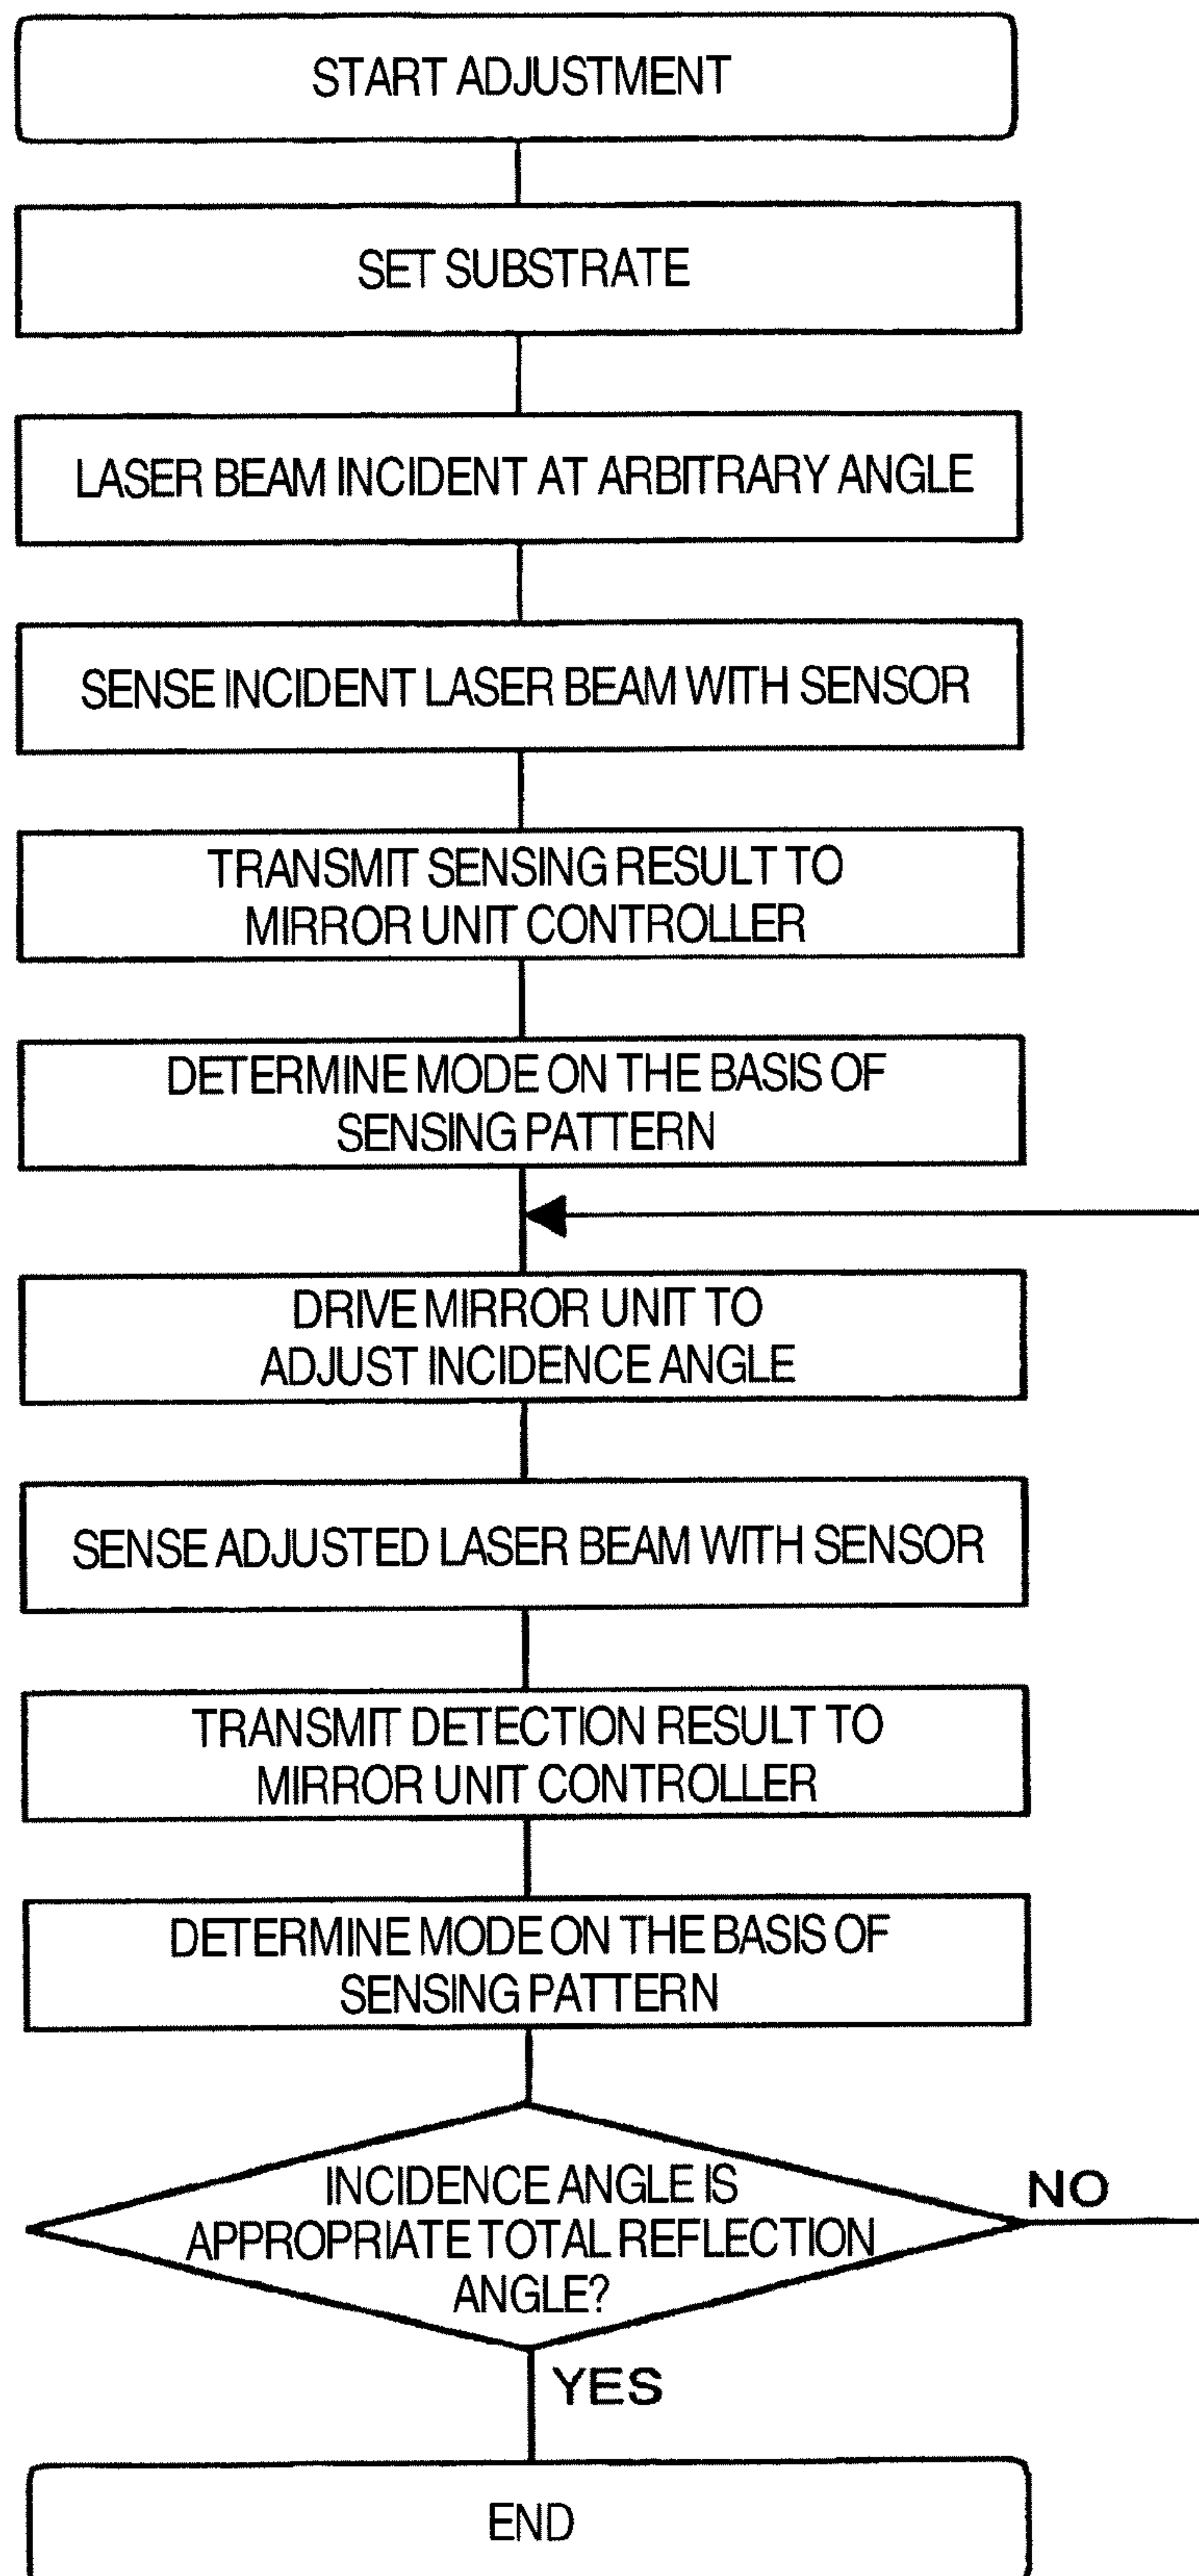 START ADJUSTMENT
SET SUBSTRATE
LASER BEAM INCIDENT AT ARBITRARY ANGLE
SENSE INCIDENT LASER BEAM WITH SENSOR
TRANSMIT SENSING RESULT TO
MIRROR UNIT CONTROLLER
DETERMINE MODE ON THE BASIS OF
SENSING PATTERN
DRIVE MIRROR UNIT TO
ADJUST INCIDENCE ANGLE
SENSE ADJUSTED LASER BEAM WITH SENSOR
TRANSMIT DETECTION RESULT TO
MIRROR UNIT CONTROLLER
DETERMINE MODE ON THE BASIS OF
SENSING PATTERN
INCIDENCE ANGLE IS
APPROPRIATE TOTAL REFLECTION
ANGLE?
NO
YES
END